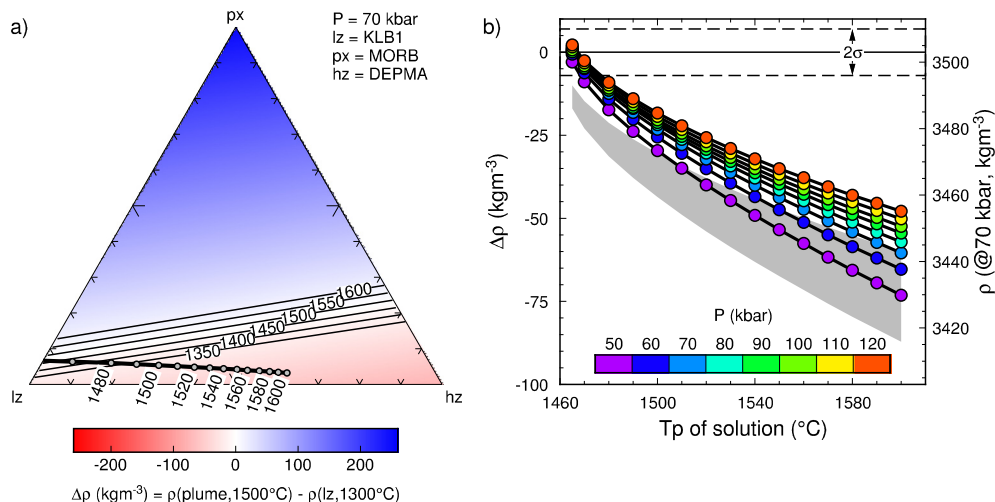 a)
px
P = 70 kbar
lz = KLB1
px = MORB
hz = DEPMA
1600
1550
1500
1450
1400
1350
1480
1500
1520
1540
1560
1580
1600
lz
hz
-200 -100 0 100 200
Δρ (kgm-3) = ρ(plume,1500°C) - ρ(lz,1300°C)
b)
0
-25
-50
-75
-100
Δρ (kgm-3)
2σ
3500
3480
3460
3440
3420
ρ (@70 kbar, kgm-3)
P (kbar)
50 60 70 80 90 100 110 120
1460 1500 1540 1580
Tp of solution (°C)